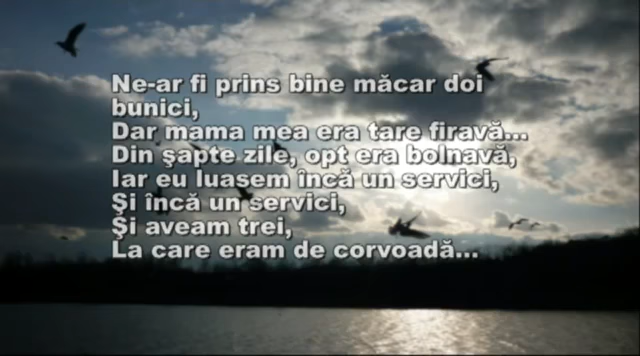 Ne-ar fi prins bine măcar doi
bunici,
Dar mama mea era tare firavă...
Din şapte zile, opt era bolnavă,
Iar eu luasem încă un servici,
Şi încă un servici,
Şi aveam trei,
La care eram de corvoadă...